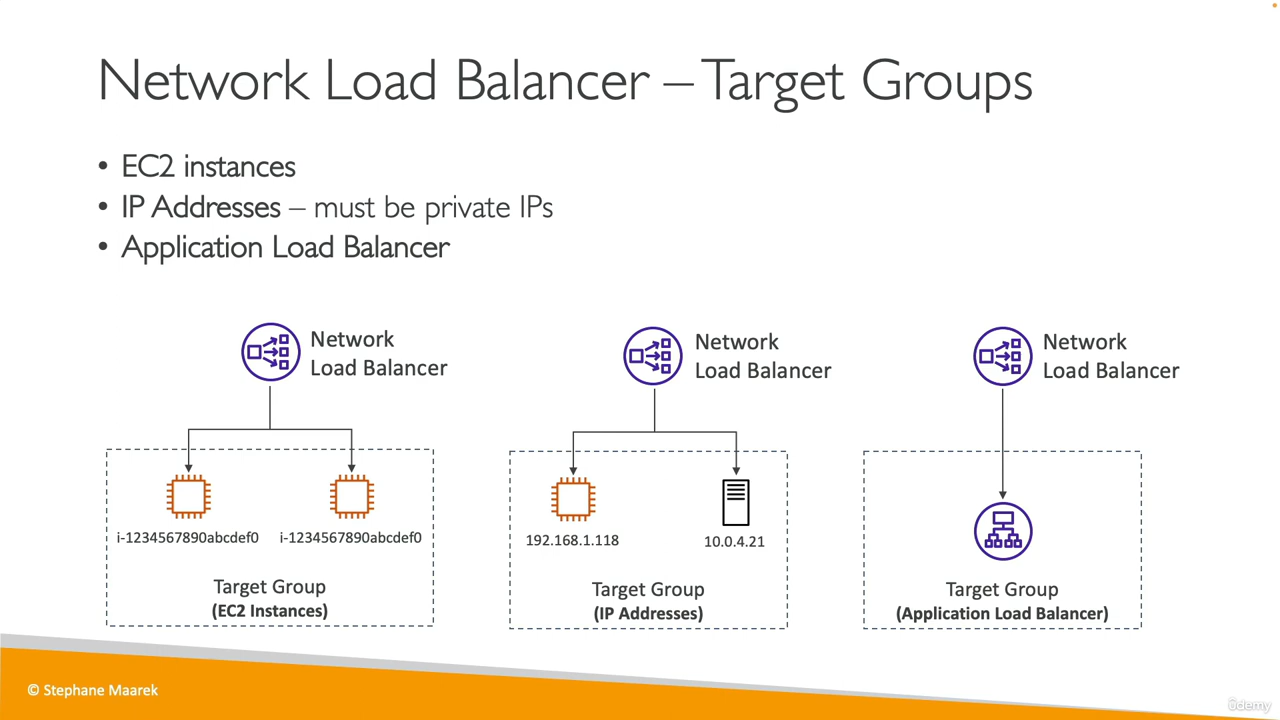 Network Load Balancer – Target Groups
• EC2 instances
• IP Addresses – must be private IPs
• Application Load Balancer
Network
Load Balancer
i-1234567890abcdef0
i-1234567890abcdef0
Target Group
(EC2 Instances)
Network
Load Balancer
192.168.1.118
10.0.4.21
Target Group
(IP Addresses)
Network
Load Balancer
Target Group
(Application Load Balancer)
© Stephane Maarek
ûdemy